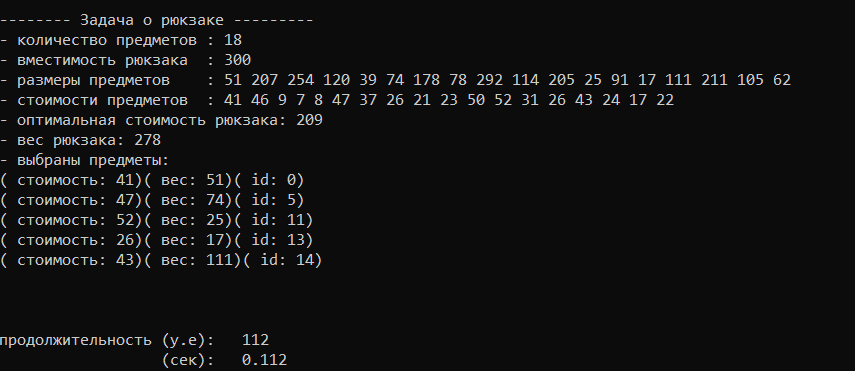 -------- Задача о рюкзаке ---------
- количество предметов : 18
- вместимость рюкзака  : 300
- размеры предметов    : 51 207 254 120 39 74 178 78 292 114 205 25 91 17 111 211 105 62
- стоимости предметов  : 41 46 9 7 8 47 37 26 21 23 50 52 31 26 43 24 17 22
- оптимальная стоимость рюкзака: 209
- вес рюкзака: 278
- выбраны предметы:
( стоимость: 41)( вес: 51)( id: 0)
( стоимость: 47)( вес: 74)( id: 5)
( стоимость: 52)( вес: 25)( id: 11)
( стоимость: 26)( вес: 17)( id: 13)
( стоимость: 43)( вес: 111)( id: 14)
продолжительность (у.е):   112
(сек):   0.112